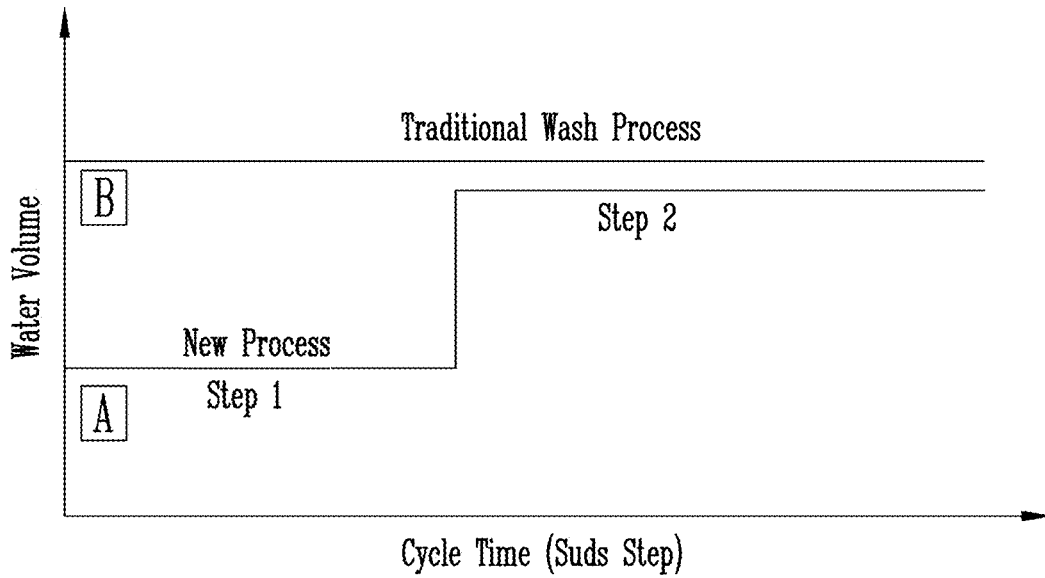 Traditional Wash Process
B
Step 2
Water Volume
New Process
Step 1
A
Cycle Time (Suds Step)